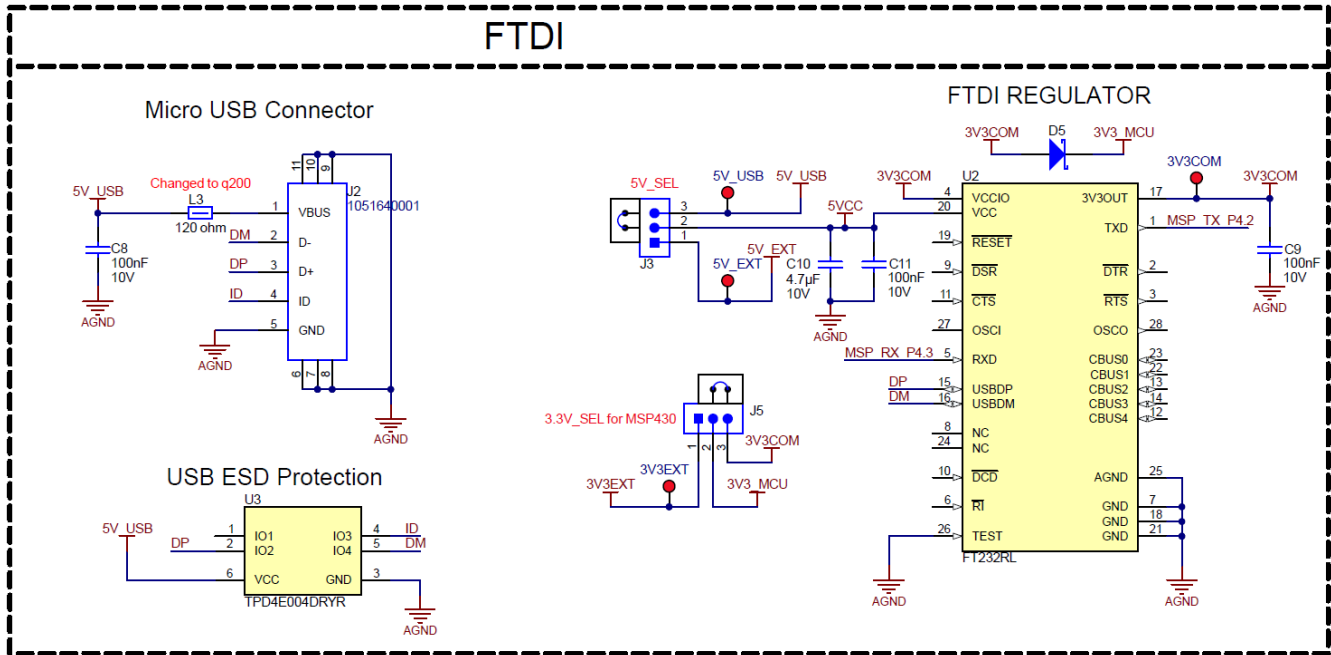 FTDI
Micro USB Connector
FTDI REGULATOR
3V3COM
D5
3V3_MCU
11
10
9
5V_USB
Changed to q200
L3
120 ohm
C8
100nF
10V
AGND
1
VBUS
J2
1051640001
DM
2
D-
DP
3
D+
ID
4
ID
5
GND
AGND
6
7
8
AGND
5V_SEL
5V_USB
5V_USB
3
2
1
J3
5V_EXT
5V_EXT
5VCC
C10
4.7µF
10V
C11
100nF
10V
AGND
3V3COM
U2
4 VCCIO
20 VCC
19 RESET
9 DSR
11 CTS
27 OSCI
MSP_RX_P4.3 5 RXD
DP 15 USBDP
DM 16 USBDM
8 NC
24 NC
10 DCD
6 RI
26 TEST
FT232RL
AGND
3V3OUT 17
TXD 1 MSP_TX_P4.2
DTR 2
RTS 3
OSCO 28
CBUS0 23
CBUS1 22
CBUS2 13
CBUS3 14
CBUS4 12
AGND 25
GND 7
GND 18
GND 21
AGND
3V3COM
3V3COM
C9
100nF
10V
AGND
3.3V_SEL for MSP430
J5
1
2
3
3V3COM
3V3EXT
3V3EXT
3V3_MCU
USB ESD Protection
U3
5V_USB
1 IO1
DP 2 IO2
6 VCC
IO3 4 ID
IO4 5 DM
GND 3
TPD4E004DRYR
AGND